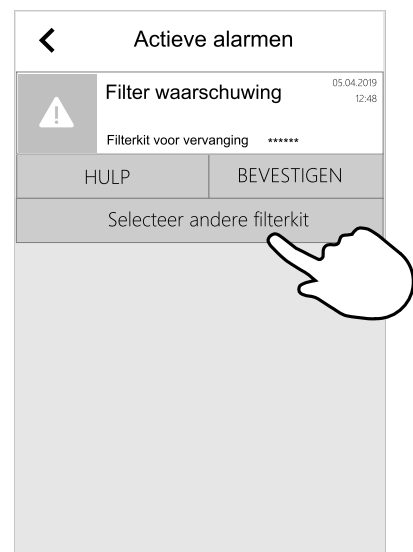 Actieve alarmen
Filter waarschuwing
05.04.2019
12:48
Filterkit voor vervanging ******
HULP
BEVESTIGEN
Selecteer andere filterkit